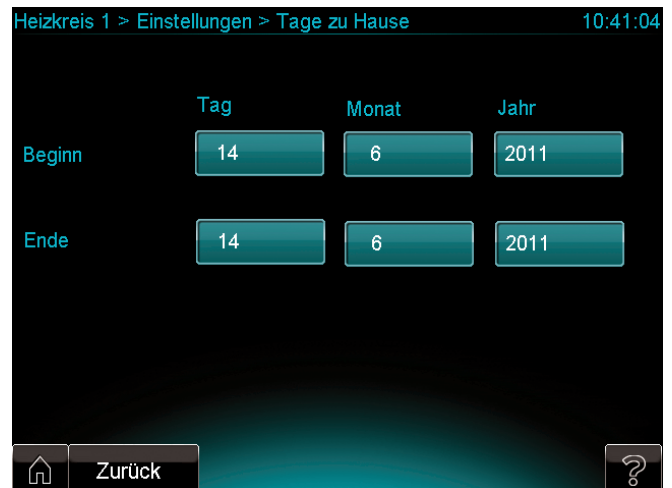 Heizkreis 1 > Einstellungen > Tage zu Hause 10:41:04
Tag Monat Jahr
Beginn 14 6 2011
Ende 14 6 2011
Zurück ?